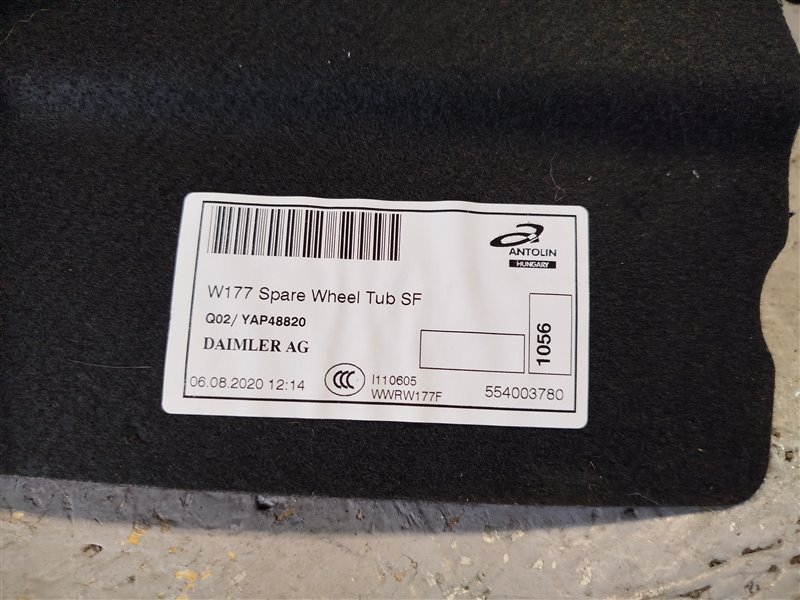 ANTOLIN
HUNGARY
W177 Spare Wheel Tub SF
Q02/ YAP48820
DAIMLER AG
1056
06.08.2020 12:14
CCC
I110605
WWRW177F
554003780